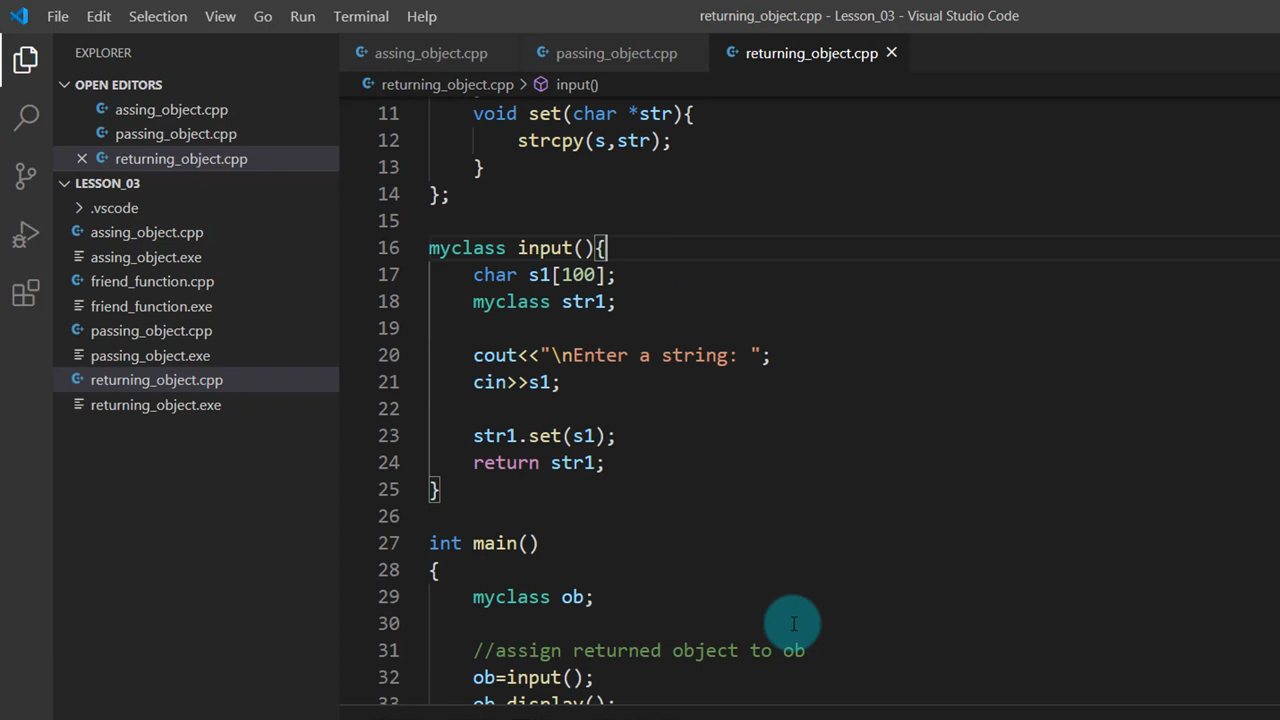 File Edit Selection View Go Run Terminal Help returning_object.cpp - Lesson_03 - Visual Studio Code
EXPLORER
OPEN EDITORS
assing_object.cpp
passing_object.cpp
returning_object.cpp
LESSON_03
.vscode
assing_object.cpp
assing_object.exe
friend_function.cpp
friend_function.exe
passing_object.cpp
passing_object.exe
returning_object.cpp
returning_object.exe
assing_object.cpp passing_object.cpp returning_object.cpp
returning_object.cpp > input()
11 void set(char *str){
12 strcpy(s,str);
13 }
14 };
15
16 myclass input(){
17 char s1[100];
18 myclass str1;
19
20 cout<<"\nEnter a string: ";
21 cin>>s1;
22
23 str1.set(s1);
24 return str1;
25 }
26
27 int main()
28 {
29 myclass ob;
30
31 //assign returned object to ob
32 ob=input();
33 ob.display();